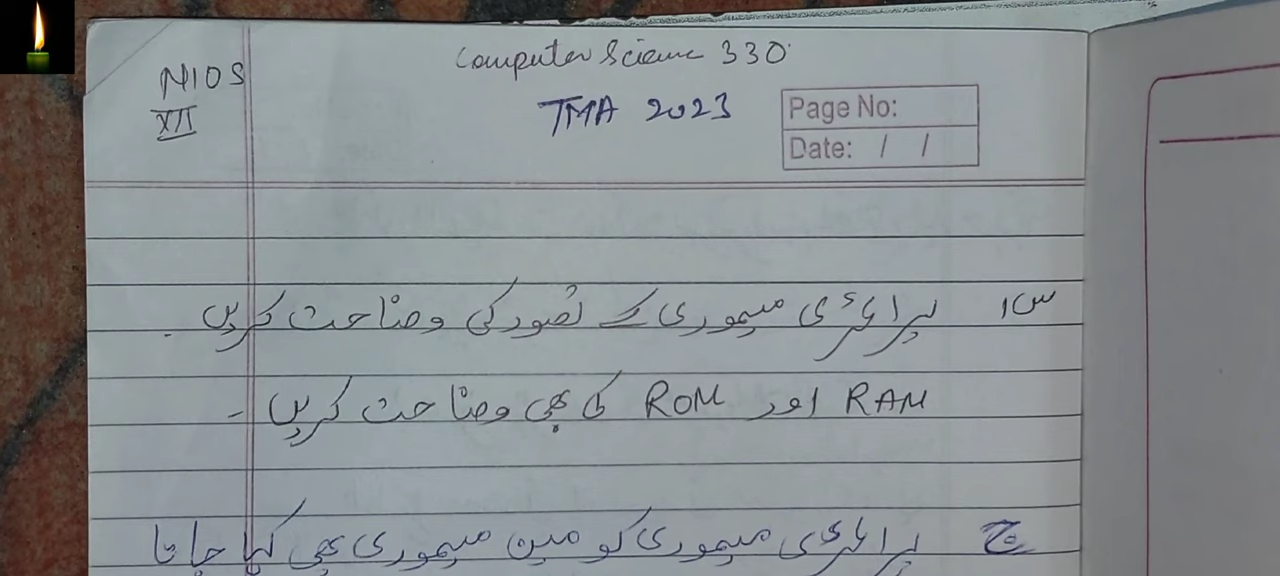 Computer Science 330
NIOS
XII
TMA 2023
Page No:
Date: / /
س۱ پرائمری میموری کے تصور کی وضاحت کریں۔
RAM اور ROM کی بھی وضاحت کریں۔
ج پرائمری میموری کو مین میموری بھی کہا جاتا